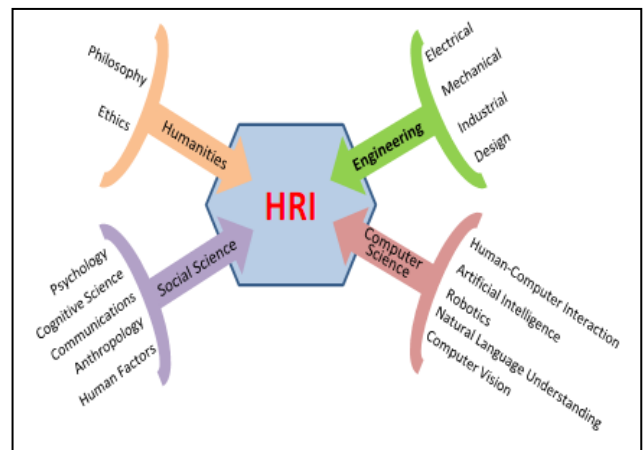 Philosophy
Ethics
Humanities
Electrical
Mechanical
Industrial
Design
Engineering
HRI
Psychology
Cognitive Science
Communications
Anthropology
Human Factors
Social Science
Computer
Science
Human-Computer Interaction
Artificial Intelligence
Robotics
Natural Language Understanding
Computer Vision